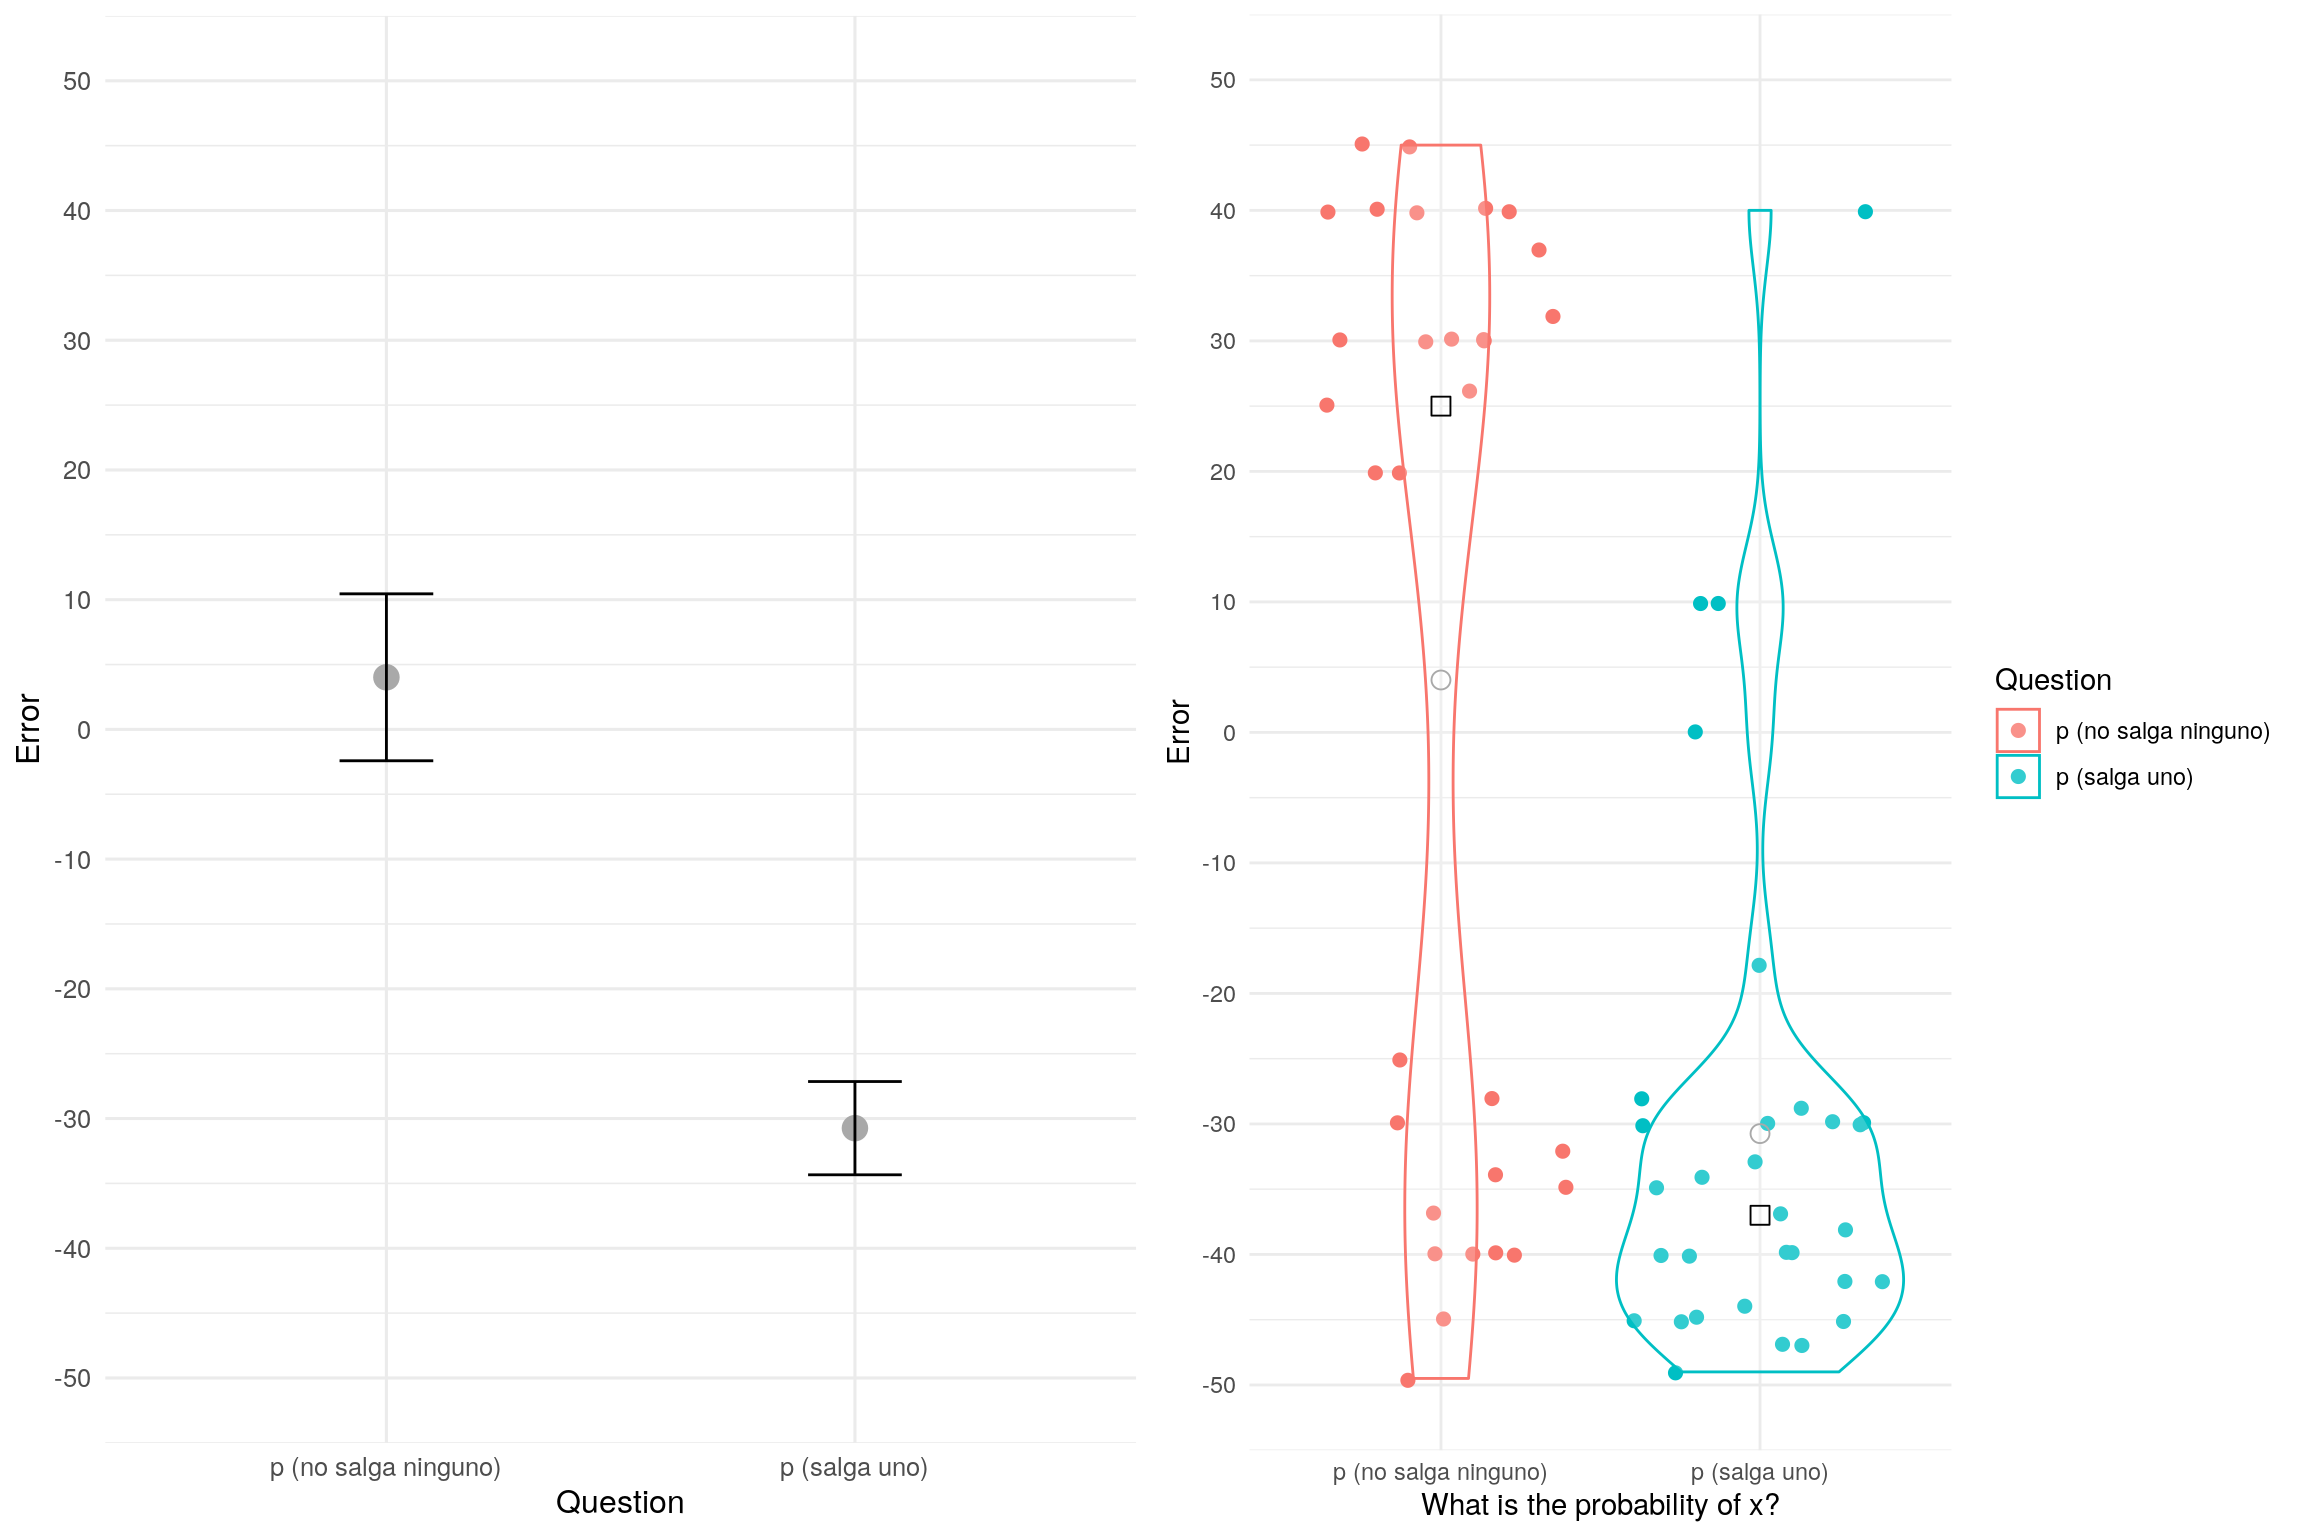 50
40
30
20
10
0
-10
-20
-30
-40
-50
Error
p (no salga ninguno)
p (salga uno)
Question
50
40
30
20
10
0
-10
-20
-30
-40
-50
Error
p (no salga ninguno)
p (salga uno)
What is the probability of x?
Question
p (no salga ninguno)
p (salga uno)